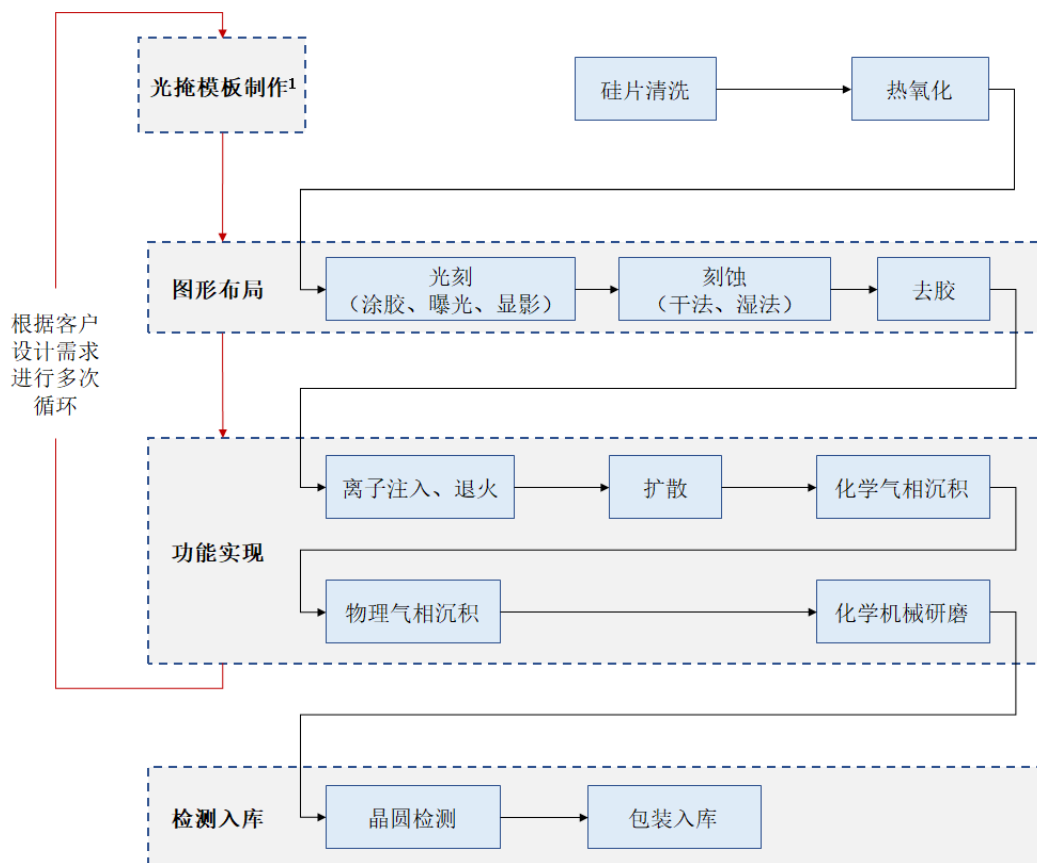 光掩模板制作1
硅片清洗
热氧化
图形布局
光刻
（涂胶、曝光、显影）
刻蚀
（干法、湿法）
去胶
根据客户
设计需求
进行多次
循环
功能实现
离子注入、退火
扩散
化学气相沉积
物理气相沉积
化学机械研磨
检测入库
晶圆检测
包装入库